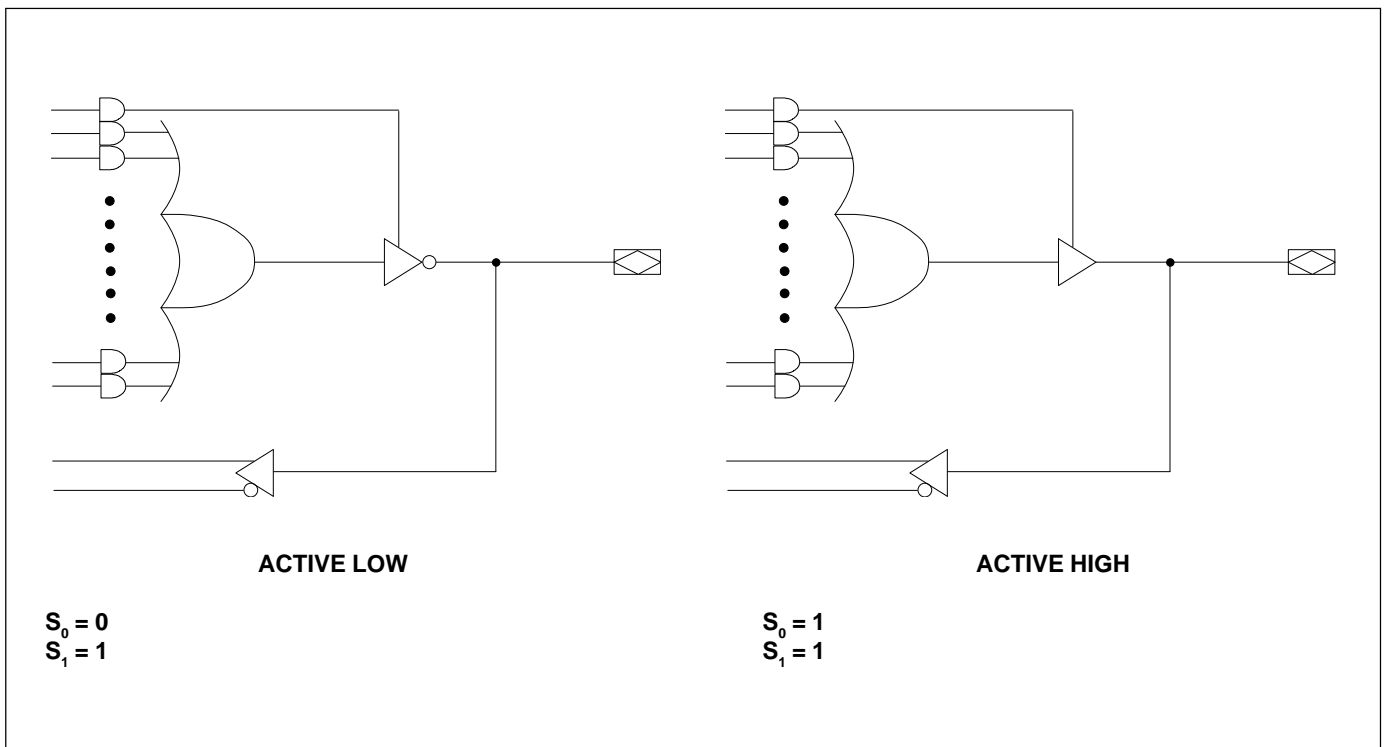 ACTIVE LOW
ACTIVE HIGH
S₀ = 0
S₁ = 1
S₀ = 1
S₁ = 1